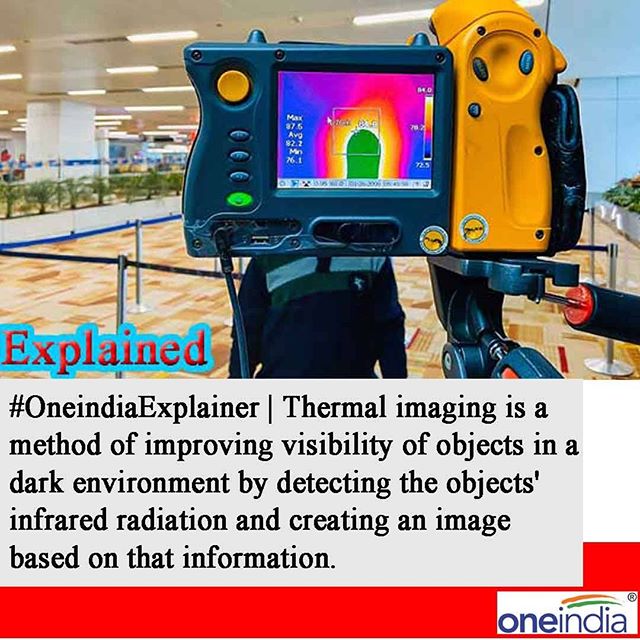 Max
87.5
Avg
82.2
Min
76.1
84.0
78.2
72.5
Explained
#OneindiaExplainer | Thermal imaging is a
method of improving visibility of objects in a
dark environment by detecting the objects'
infrared radiation and creating an image
based on that information.
oneindia®